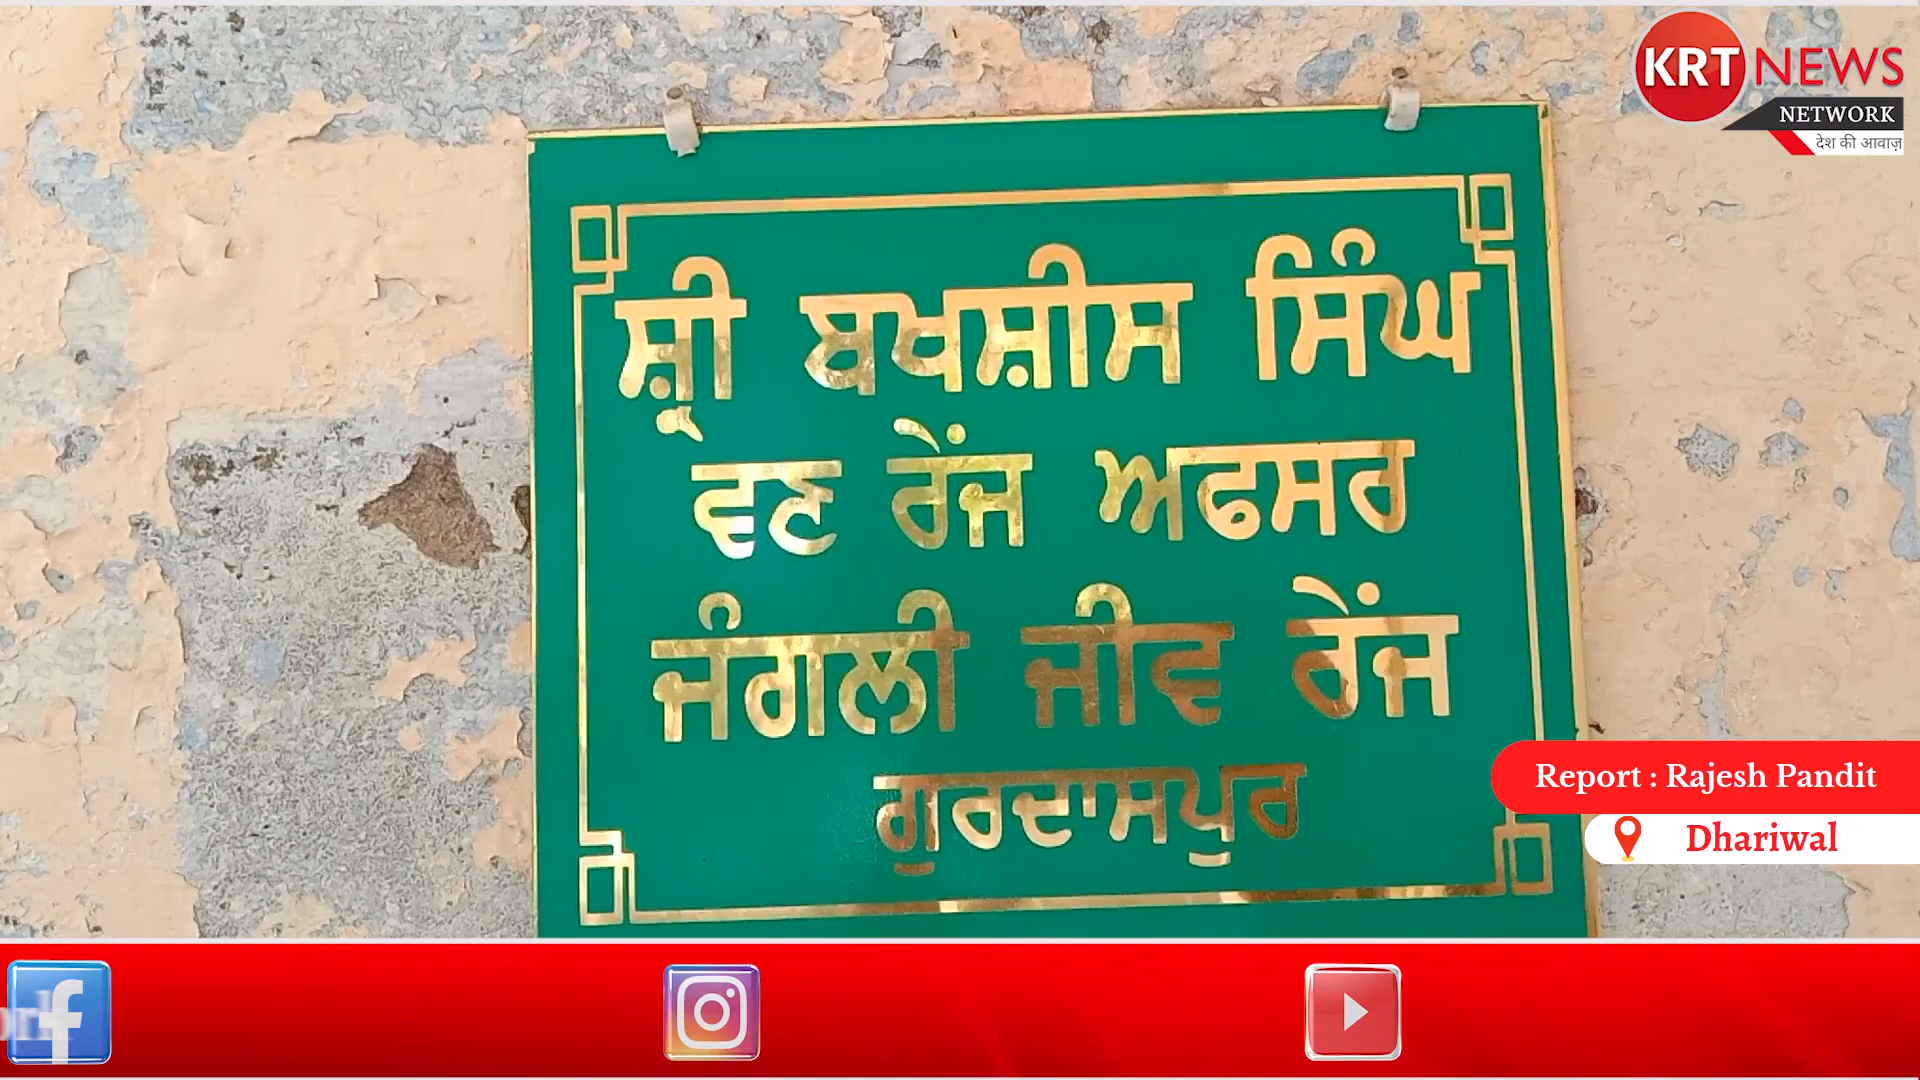 KRT NEWS
NETWORK
देश की आवाज़
ਸ਼੍ਰੀ ਬਖਸ਼ੀਸ ਸਿੰਘ
ਵਣ ਰੇਂਜ ਅਫਸਰ
ਜੰਗਲੀ ਜੀਵ ਰੇਂਜ
ਗੁਰਦਾਸਪੁਰ
Report : Rajesh Pandit
Dhariwal